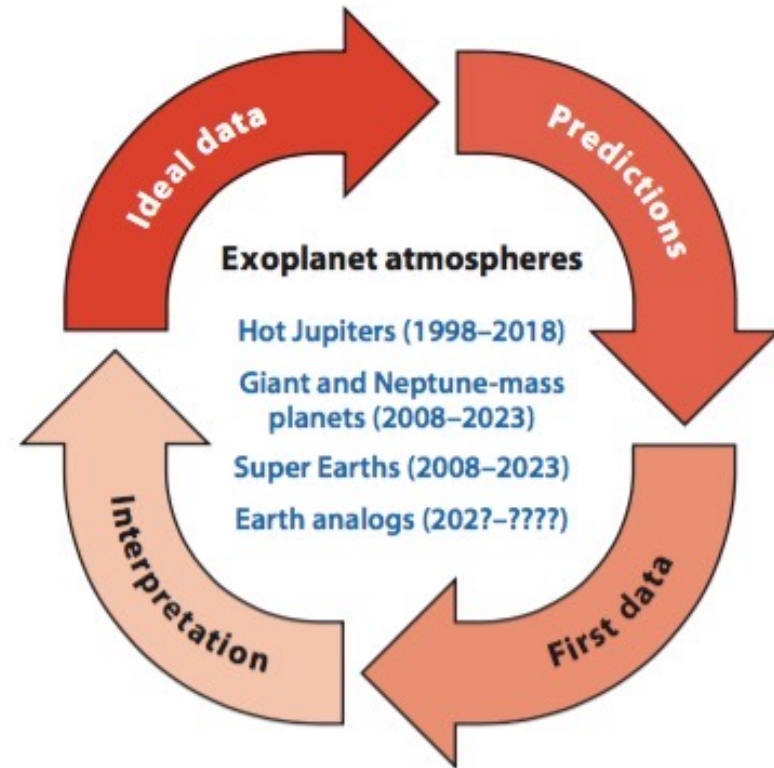 Ideal data
Predictions
Exoplanet atmospheres
Hot Jupiters (1998–2018)
Giant and Neptune-mass
planets (2008–2023)
Super Earths (2008–2023)
Earth analogs (202?–????)
Interpretation
First data